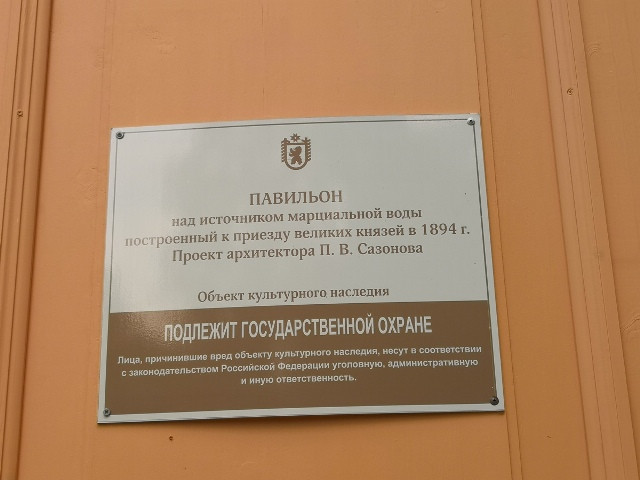 ПАВИЛЬОН
над источником марциальной воды
построенный к приезду великих князей в 1894 г.
Проект архитектора П. В. Сазонова
Объект культурного наследия
ПОДЛЕЖИТ ГОСУДАРСТВЕННОЙ ОХРАНЕ
Лица, причинившие вред объекту культурного наследия, несут в соответствии
с законодательством Российской Федерации уголовную, административную
и иную ответственность.